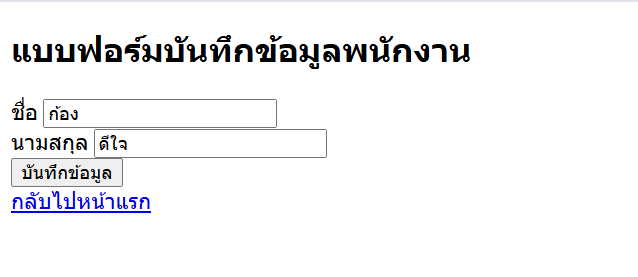 แบบฟอร์มบันทึกข้อมูลพนักงาน
ชื่อ ก้อง
นามสกุล ดีใจ
บันทึกข้อมูล
กลับไปหน้าแรก